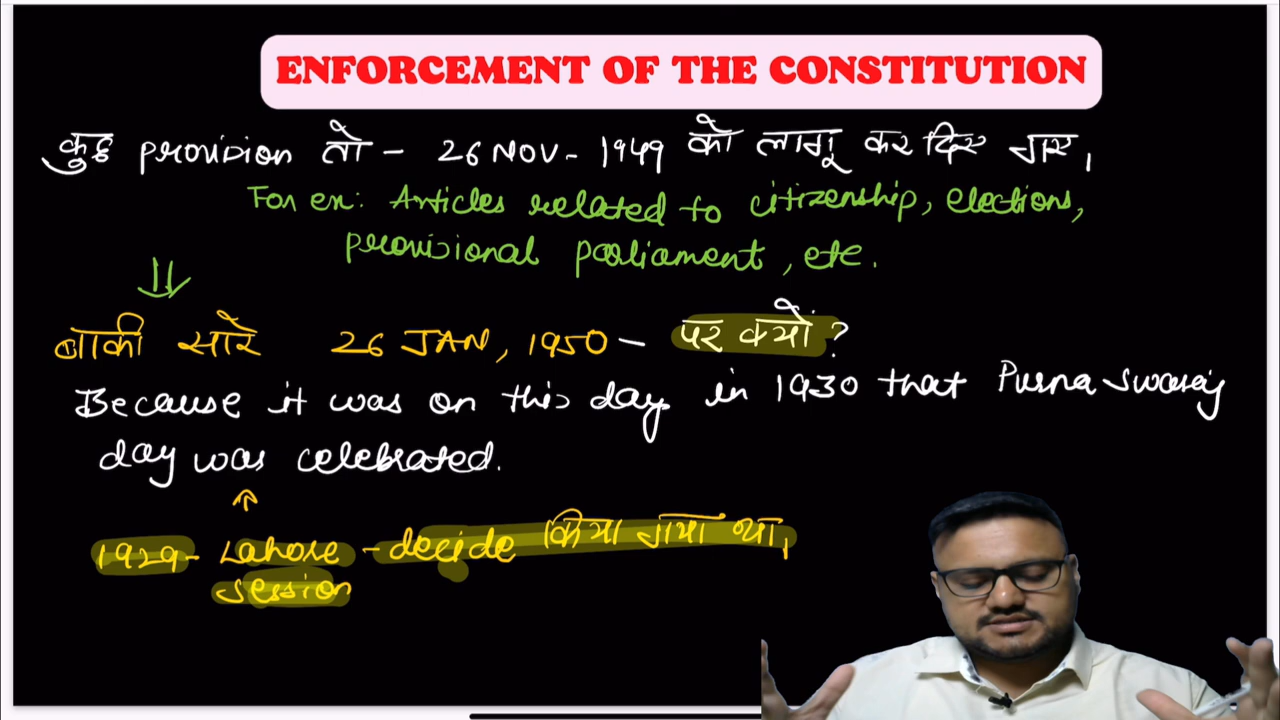 ENFORCEMENT OF THE CONSTITUTION
कुछ provision तो - 26 NOV - 1949 को लागू कर दिए गए।
For ex: Articles related to citizenship, elections,
provisional parliament, etc.
बाकी सारे 26 JAN, 1950 - पर क्यों?
Because it was on this day in 1930 that Purna Swaraj
day was celebrated.
1929 - Lahore - decide किया गया था।
session